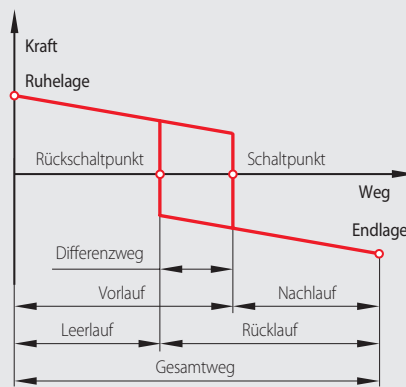 Kraft
Ruhelage
Rückschaltpunkt
Schaltpunkt
Weg
Endlage
Differenzweg
Vorlauf
Nachlauf
Leerlauf
Rücklauf
Gesamtweg